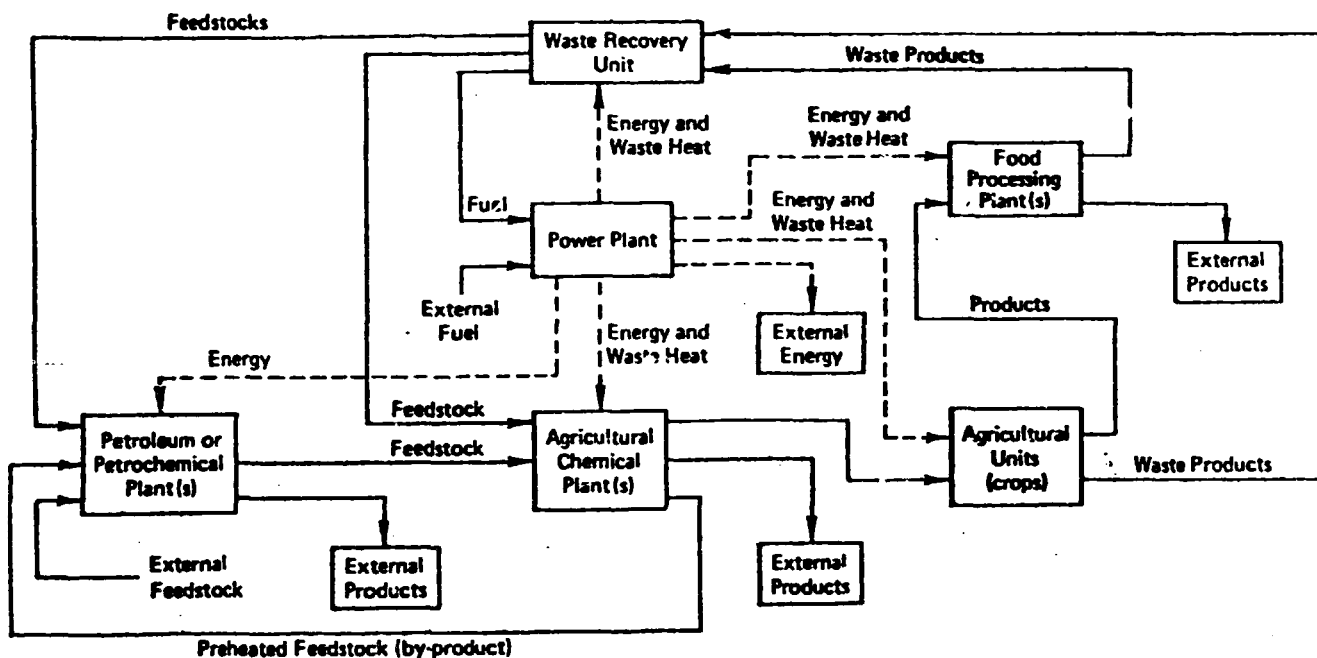 Feedstocks
Waste Recovery
Unit
Waste Products
Energy and
Waste Heat
Energy and
Waste Heat
Food
Processing
Plant(s)
Fuel
Energy and
Waste Heat
Power Plant
External
Products
External
Fuel
Products
Energy and
Waste Heat
External
Energy
Energy
Petroleum or
Petrochemical
Plant(s)
Feedstock
Feedstock
Agricultural
Chemical
Plant(s)
Agricultural
Units
(crops)
Waste Products
External
Feedstock
External
Products
External
Products
Preheated Feedstock (by-product)